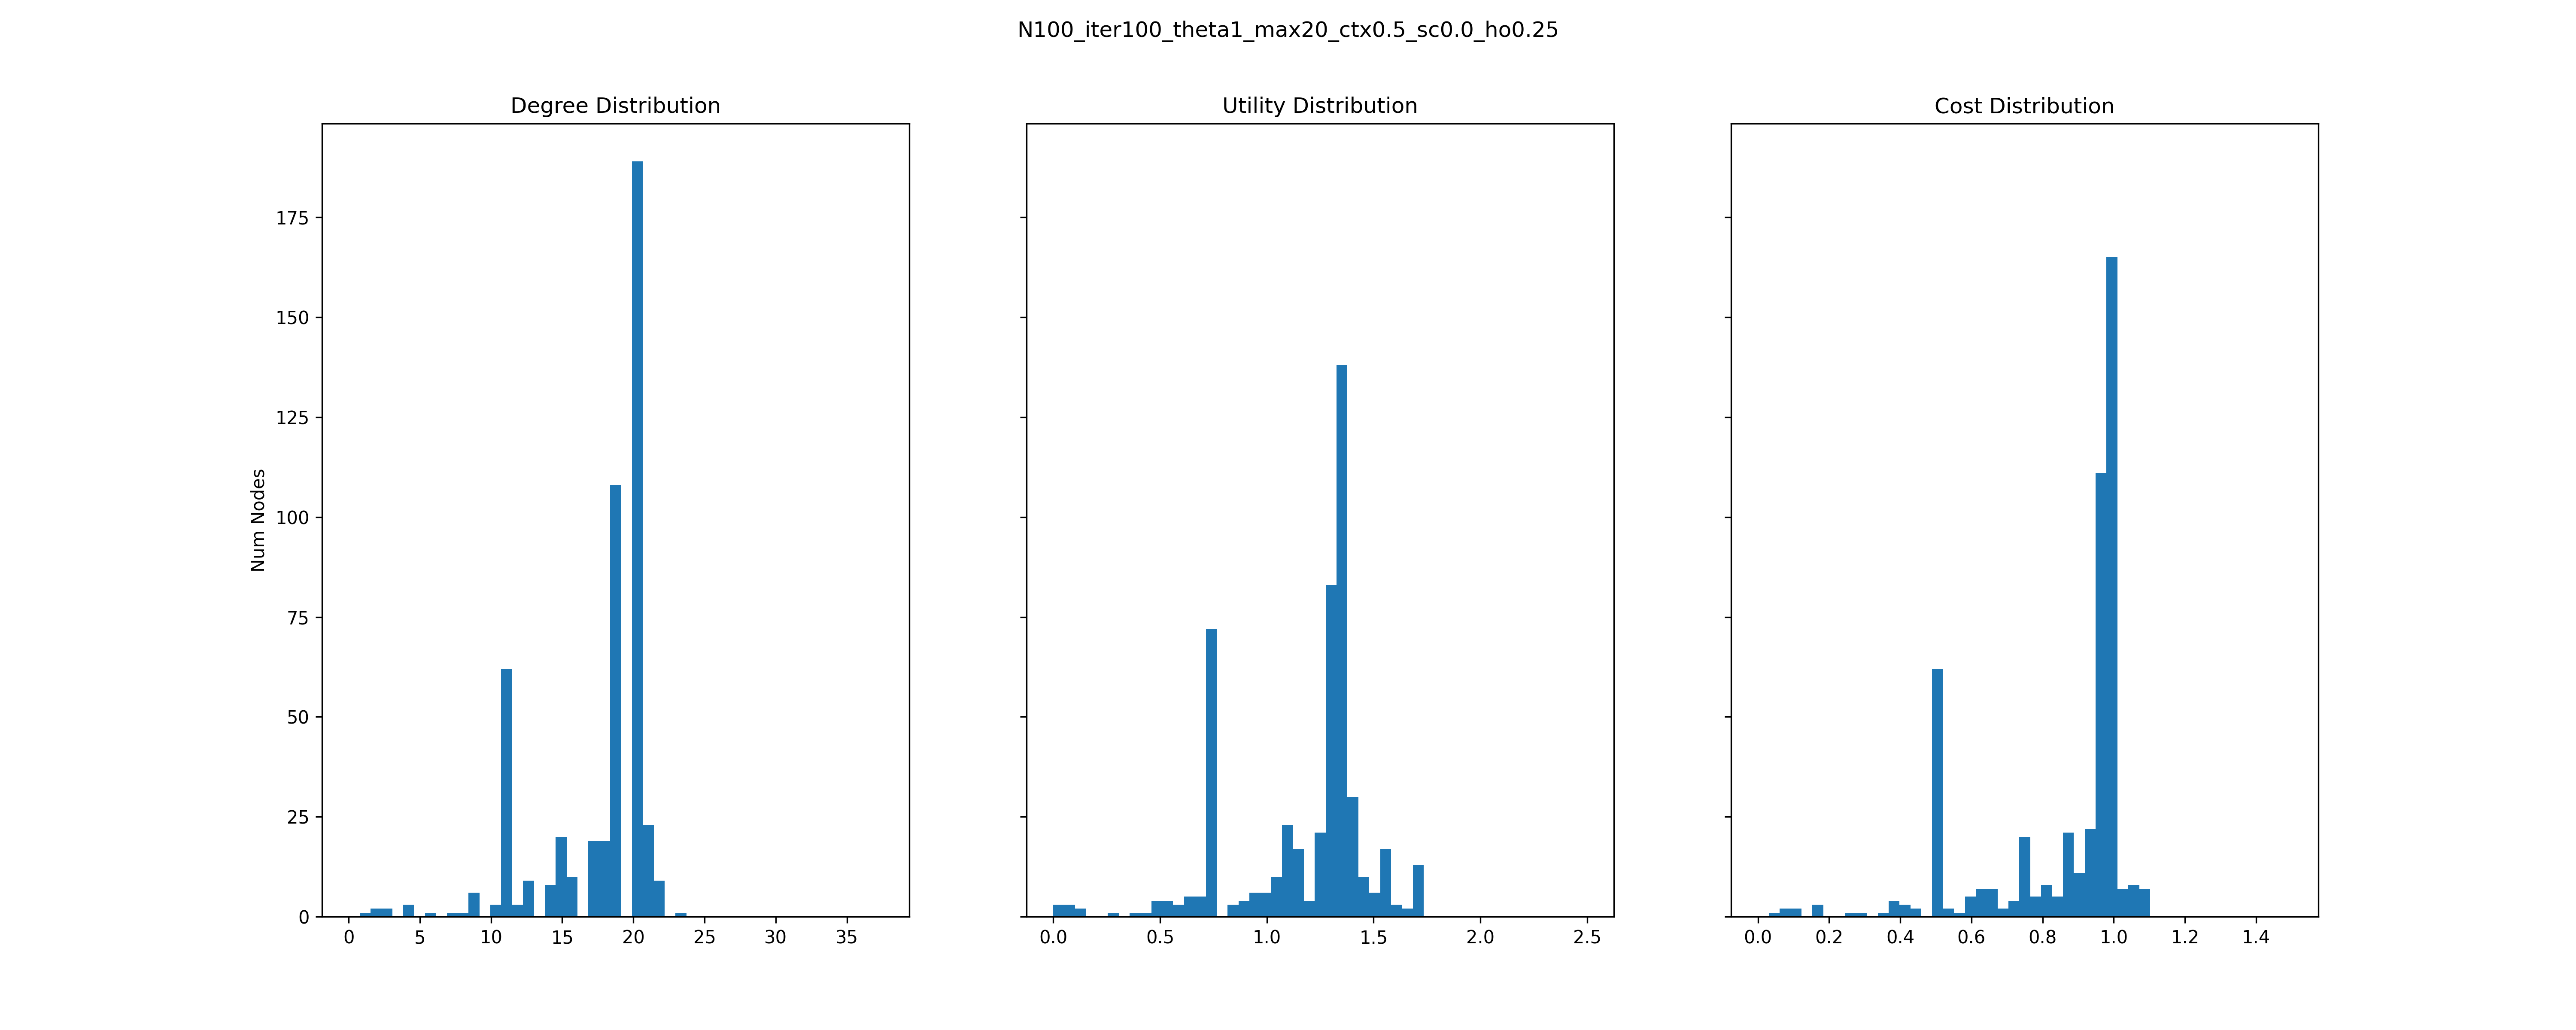 N100_iter100_theta1_max20_ctx0.5_sc0.0_ho0.25
Degree Distribution
Utility Distribution
Cost Distribution
Num Nodes
175
150
125
100
75
50
25
0
0 5 10 15 20 25 30 35
0.0 0.5 1.0 1.5 2.0 2.5
0.0 0.2 0.4 0.6 0.8 1.0 1.2 1.4